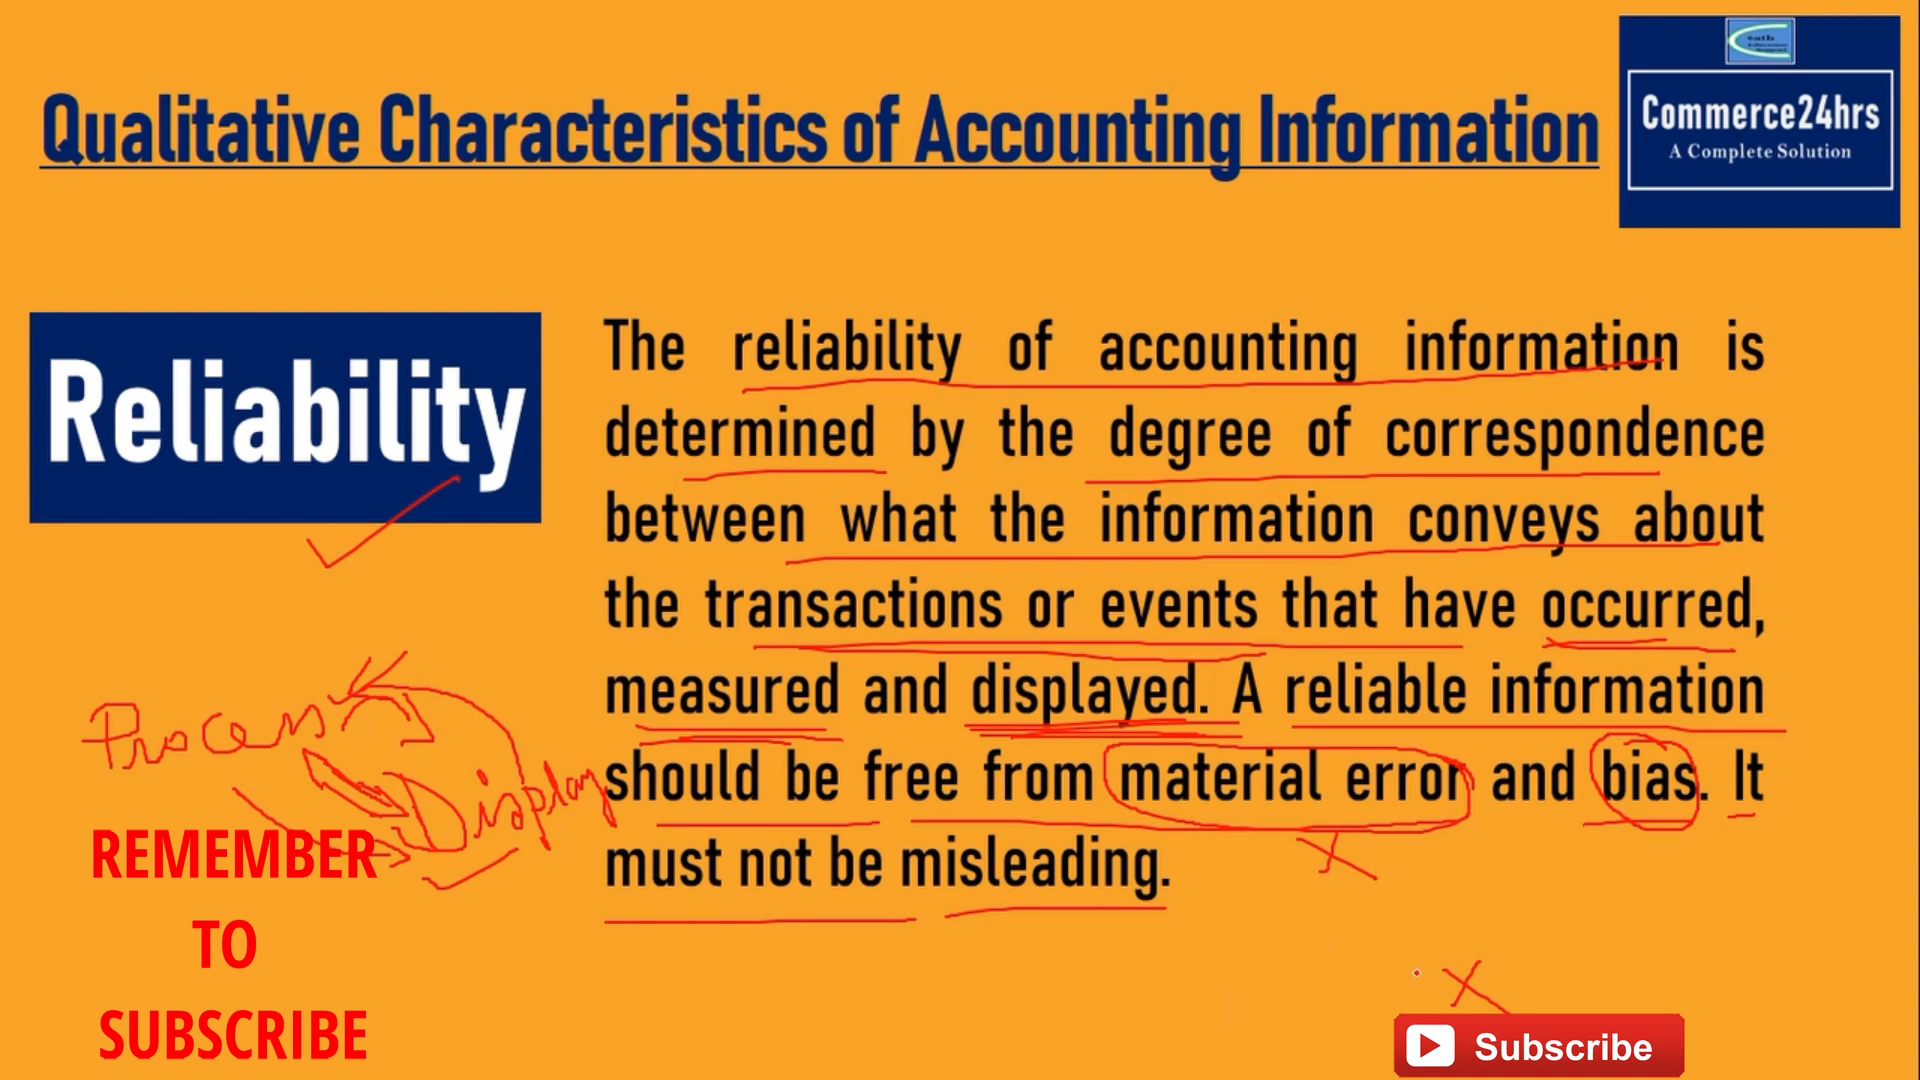 Qualitative Characteristics of Accounting Information
Commerce24hrs
A Complete Solution
Reliability
The reliability of accounting information is
determined by the degree of correspondence
between what the information conveys about
the transactions or events that have occurred,
measured and displayed. A reliable information
should be free from material error and bias. It
must not be misleading.
Process
Display
REMEMBER
TO
SUBSCRIBE
Subscribe